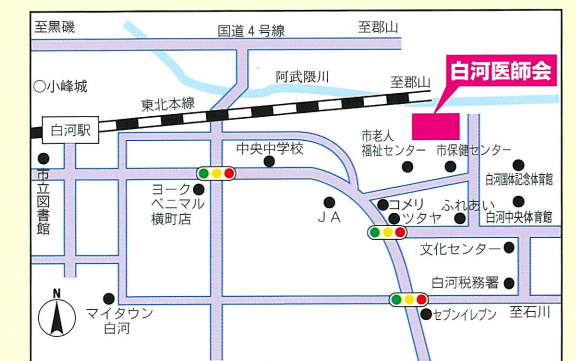 至黒磯
国道4号線
至郡山
白河医師会
○小峰城
阿武隈川
至郡山
東北本線
白河駅
市老人
福祉センター
市保健センター
中央中学校
白河国体記念体育館
市立図書館
ヨーク
ベニマル
横町店
JA
コメリ
ツタヤ
ふれあい
白河中央体育館
文化センター
白河税務署
N
マイタウン
白河
セブンイレブン
至石川